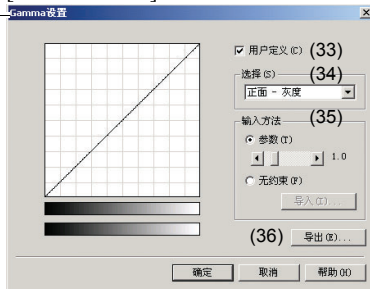 Gamma设置
用户定义(C) (33)
选择(S) (34)
正面 - 灰度
输入方法 (35)
参数(T)
1.0
无约束(F)
导入(I)...
(36) 导出(E)...
确定 取消 帮助(H)